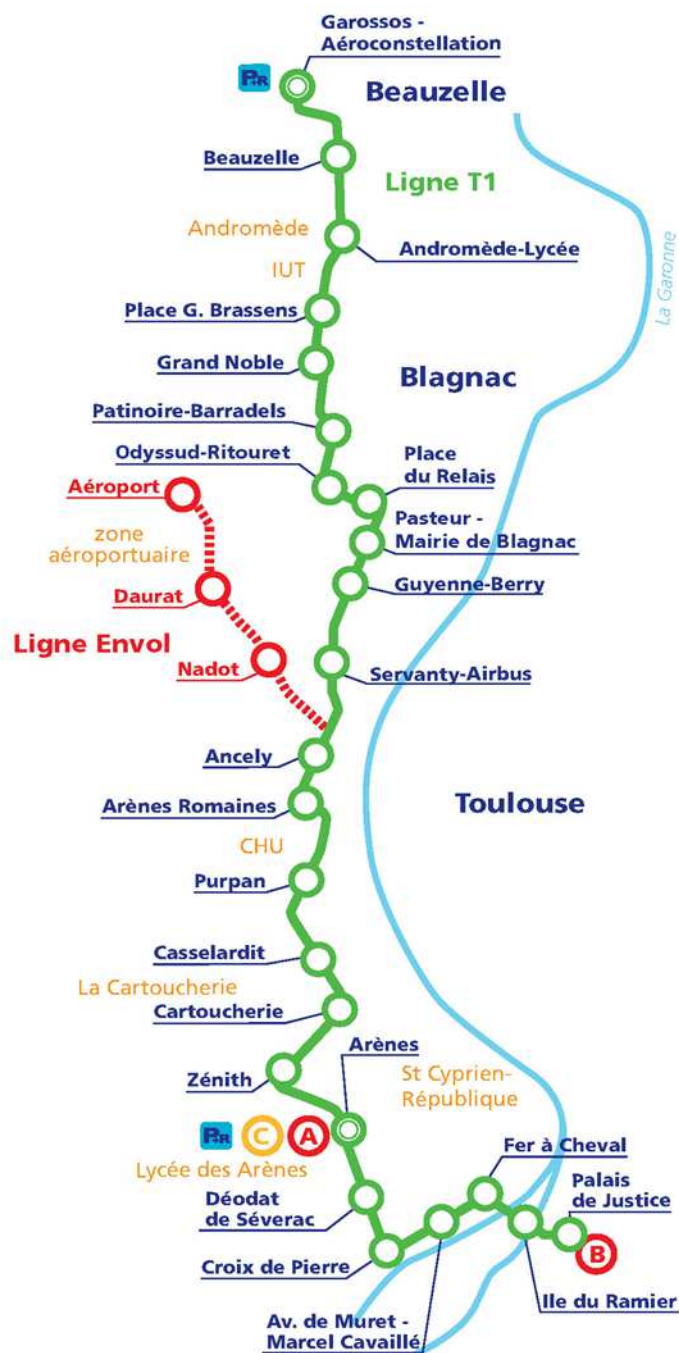 Garossos -
Aéroconstellation
P+R
Beauzelle
Beauzelle
Ligne T1
La Garonne
Andromède
Andromède-Lycée
IUT
Place G. Brassens
Grand Noble
Blagnac
Patinoire-Barradels
Odyssud-Ritouret
Place
du Relais
Aéroport
Pasteur -
Mairie de Blagnac
zone
aéroportuaire
Guyenne-Berry
Daurat
Ligne Envol
Nadot
Servanty-Airbus
Ancely
Arènes Romaines
Toulouse
CHU
Purpan
Casselardit
La Cartoucherie
Cartoucherie
Arènes
Zénith
St Cyprien-
République
P+R
C
A
Lycée des Arènes
Fer à Cheval
Déodat
de Séverac
Palais
de Justice
B
Croix de Pierre
Ile du Ramier
Av. de Muret -
Marcel Cavaillé